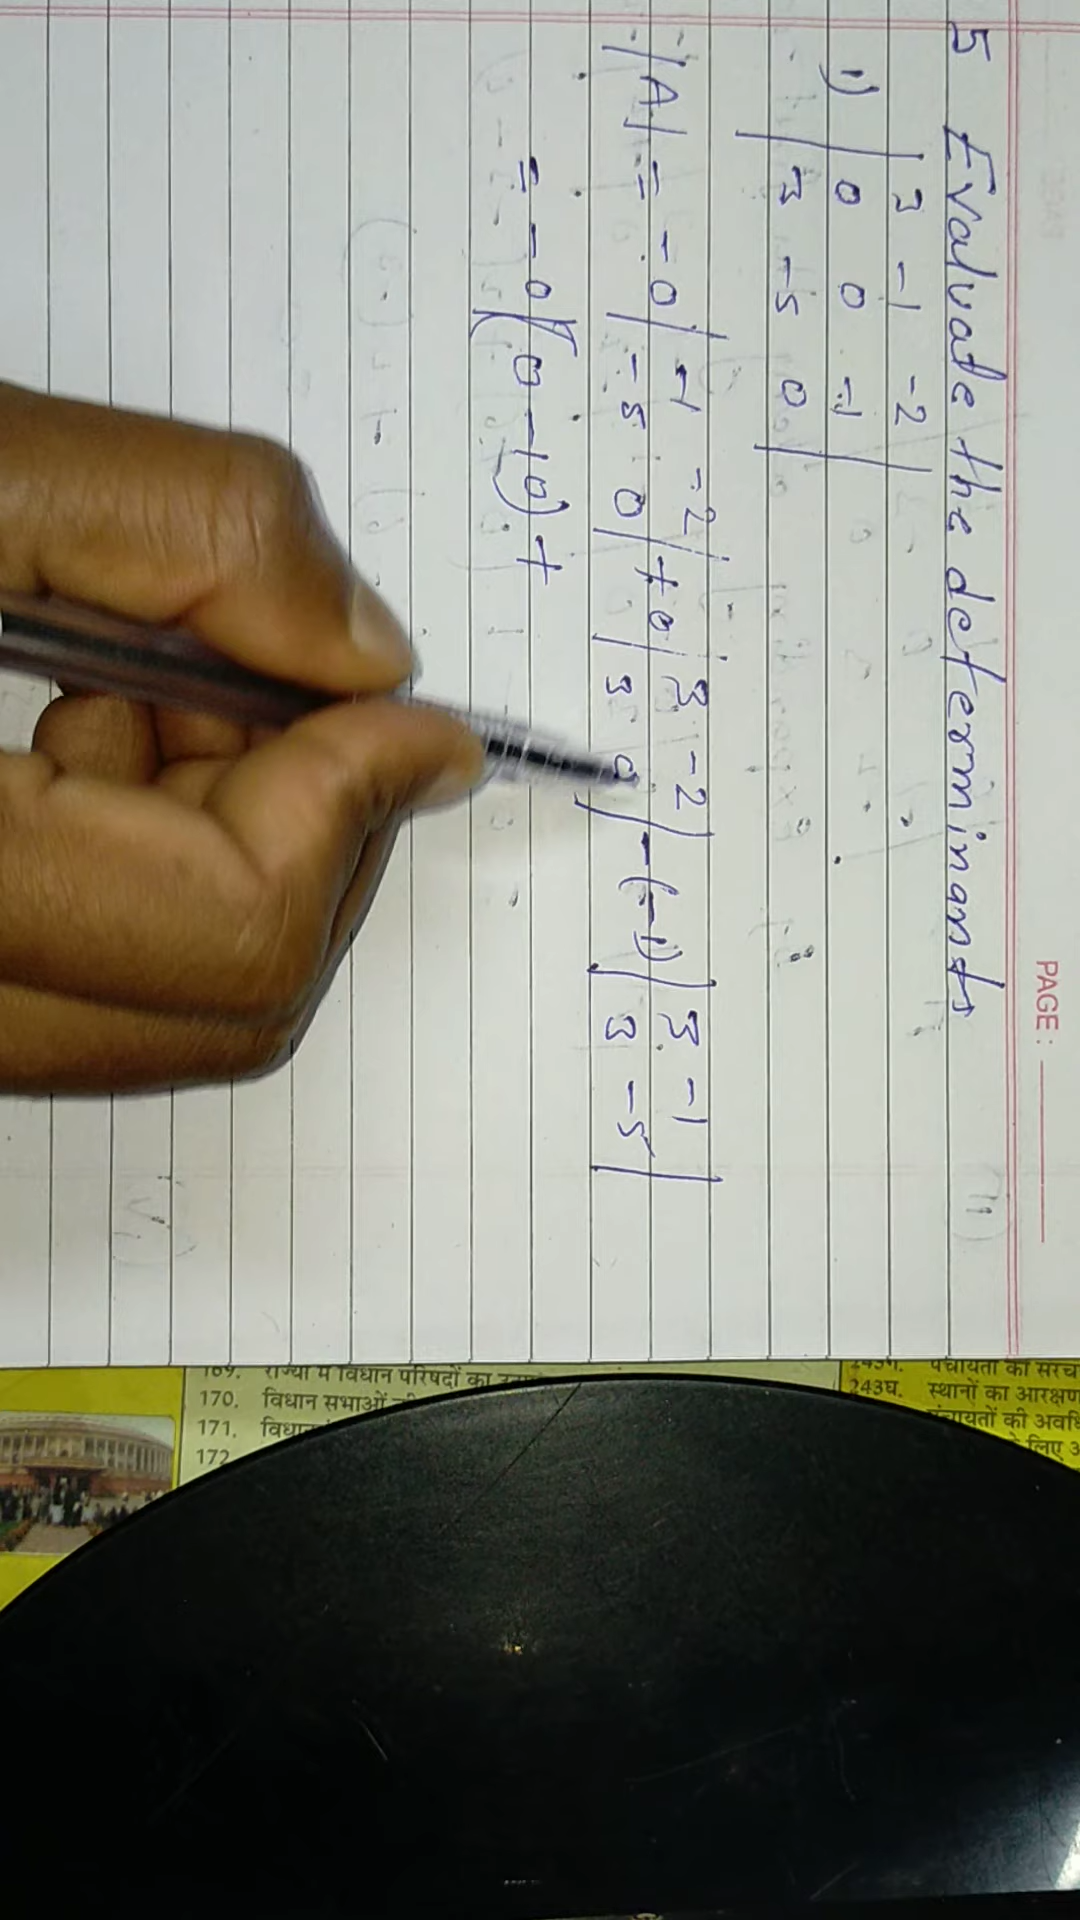 PAGE:
5 Evaluate the determinants
1) | 3 -1 -2 |
| 0 0 -1 |
| 3 -5 0 |
|A| = -0 | -1 -2 | + 0 | 3 -2 | -(-1) | 3 -1 |
| -5 0 | | 3 0 | | 3 -5 |
= -0 (0-10) +
170. विधान सभाओं
171.
172
243घ. स्थानों का आरक्षण